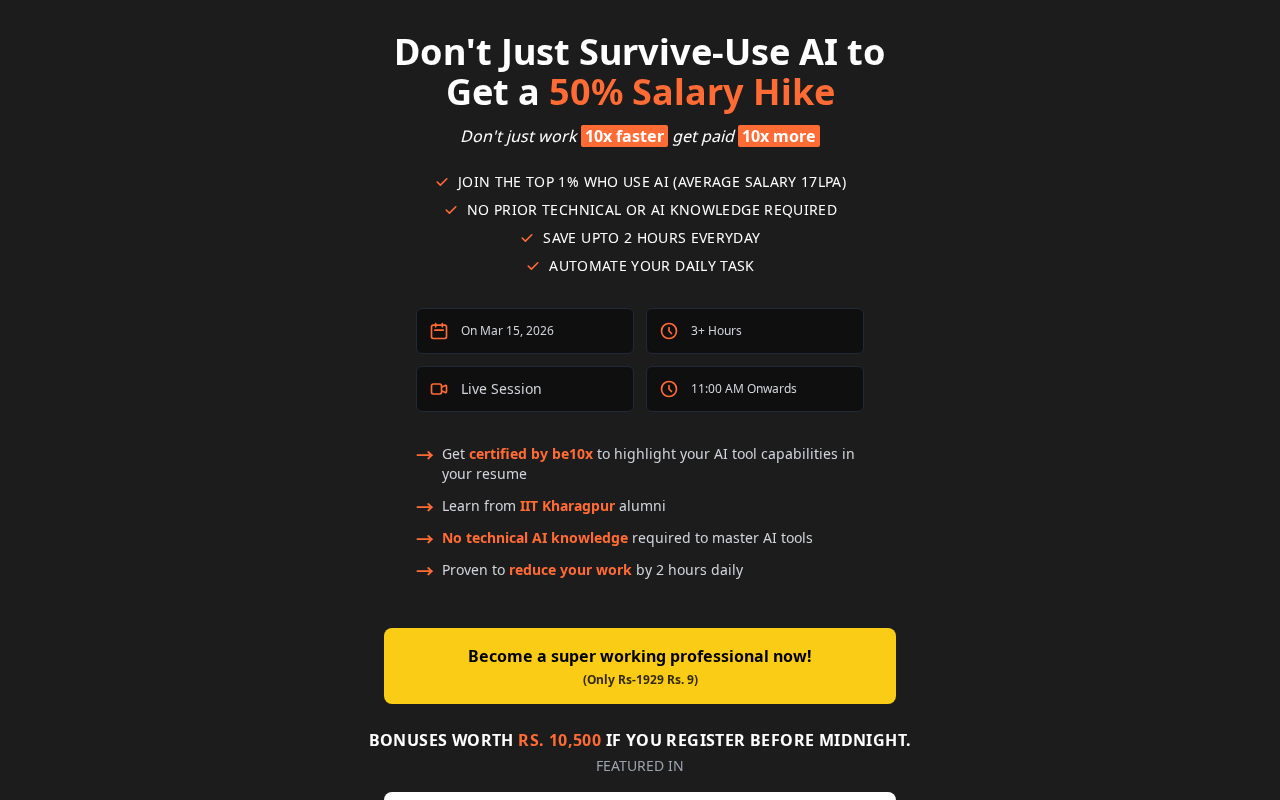 Don't Just Survive-Use AI to
Get a 50% Salary Hike
Don't just work 10x faster get paid 10x more
JOIN THE TOP 1% WHO USE AI (AVERAGE SALARY 17LPA)
NO PRIOR TECHNICAL OR AI KNOWLEDGE REQUIRED
SAVE UPTO 2 HOURS EVERYDAY
AUTOMATE YOUR DAILY TASK
On Mar 15, 2026
3+ Hours
Live Session
11:00 AM Onwards
Get certified by be10x to highlight your AI tool capabilities in
your resume
Learn from IIT Kharagpur alumni
No technical AI knowledge required to master AI tools
Proven to reduce your work by 2 hours daily
Become a super working professional now!
(Only Rs-1929 Rs. 9)
BONUSES WORTH RS. 10,500 IF YOU REGISTER BEFORE MIDNIGHT.
FEATURED IN